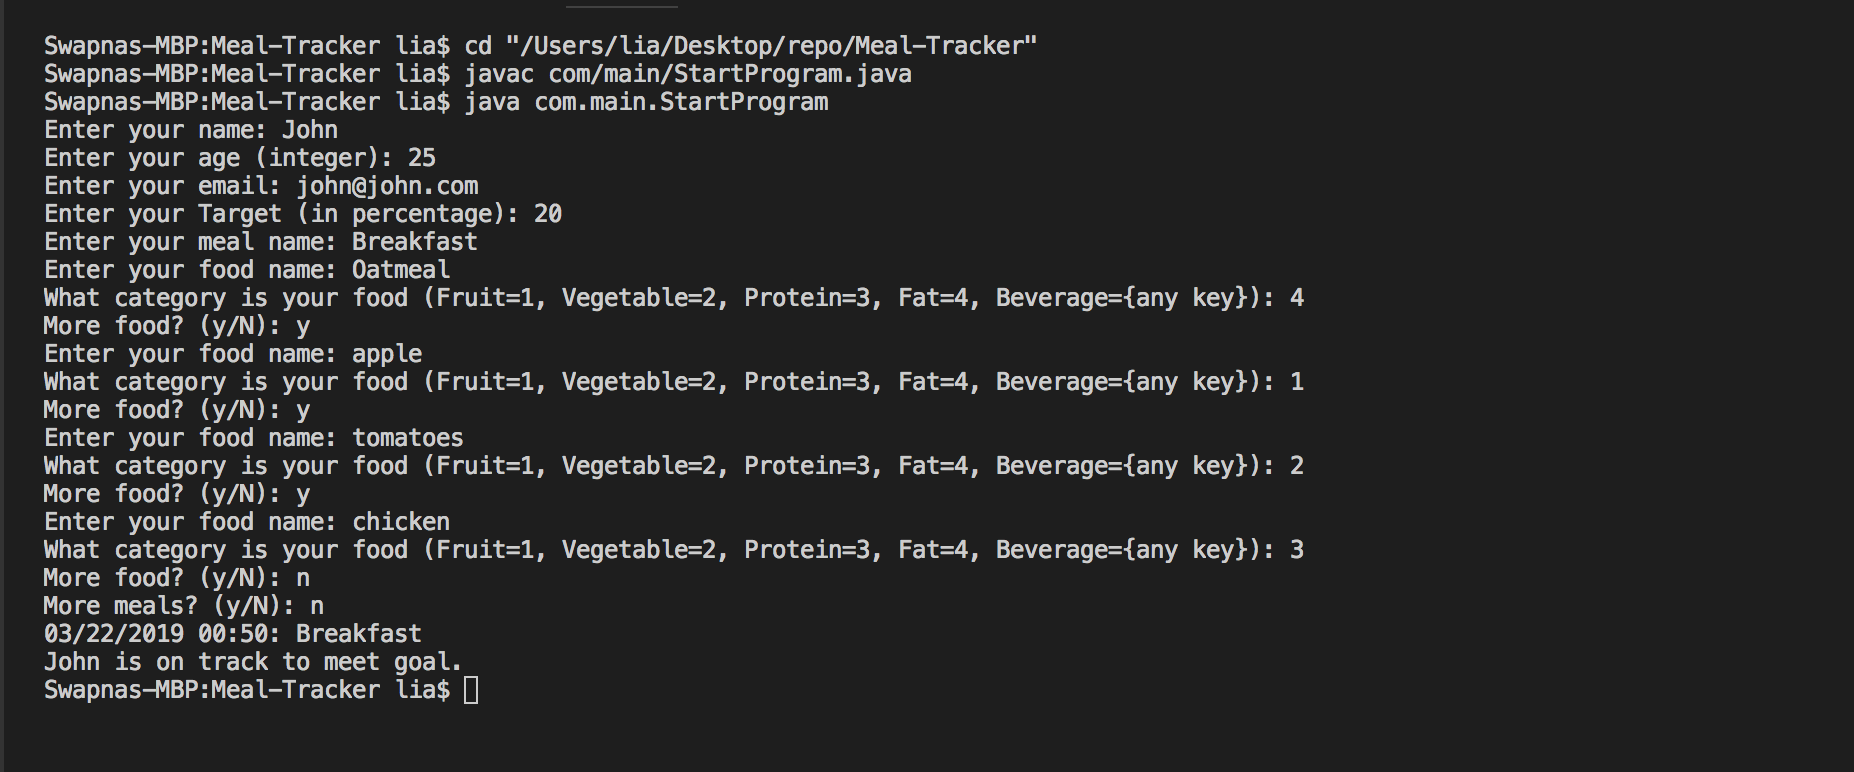 Swapnas-MBP:Meal-Tracker lia$ cd "/Users/lia/Desktop/repo/Meal-Tracker"
Swapnas-MBP:Meal-Tracker lia$ javac com/main/StartProgram.java
Swapnas-MBP:Meal-Tracker lia$ java com.main.StartProgram
Enter your name: John
Enter your age (integer): 25
Enter your email: john@john.com
Enter your Target (in percentage): 20
Enter your meal name: Breakfast
Enter your food name: Oatmeal
What category is your food (Fruit=1, Vegetable=2, Protein=3, Fat=4, Beverage={any key}): 4
More food? (y/N): y
Enter your food name: apple
What category is your food (Fruit=1, Vegetable=2, Protein=3, Fat=4, Beverage={any key}): 1
More food? (y/N): y
Enter your food name: tomatoes
What category is your food (Fruit=1, Vegetable=2, Protein=3, Fat=4, Beverage={any key}): 2
More food? (y/N): y
Enter your food name: chicken
What category is your food (Fruit=1, Vegetable=2, Protein=3, Fat=4, Beverage={any key}): 3
More food? (y/N): n
More meals? (y/N): n
03/22/2019 00:50: Breakfast
John is on track to meet goal.
Swapnas-MBP:Meal-Tracker lia$